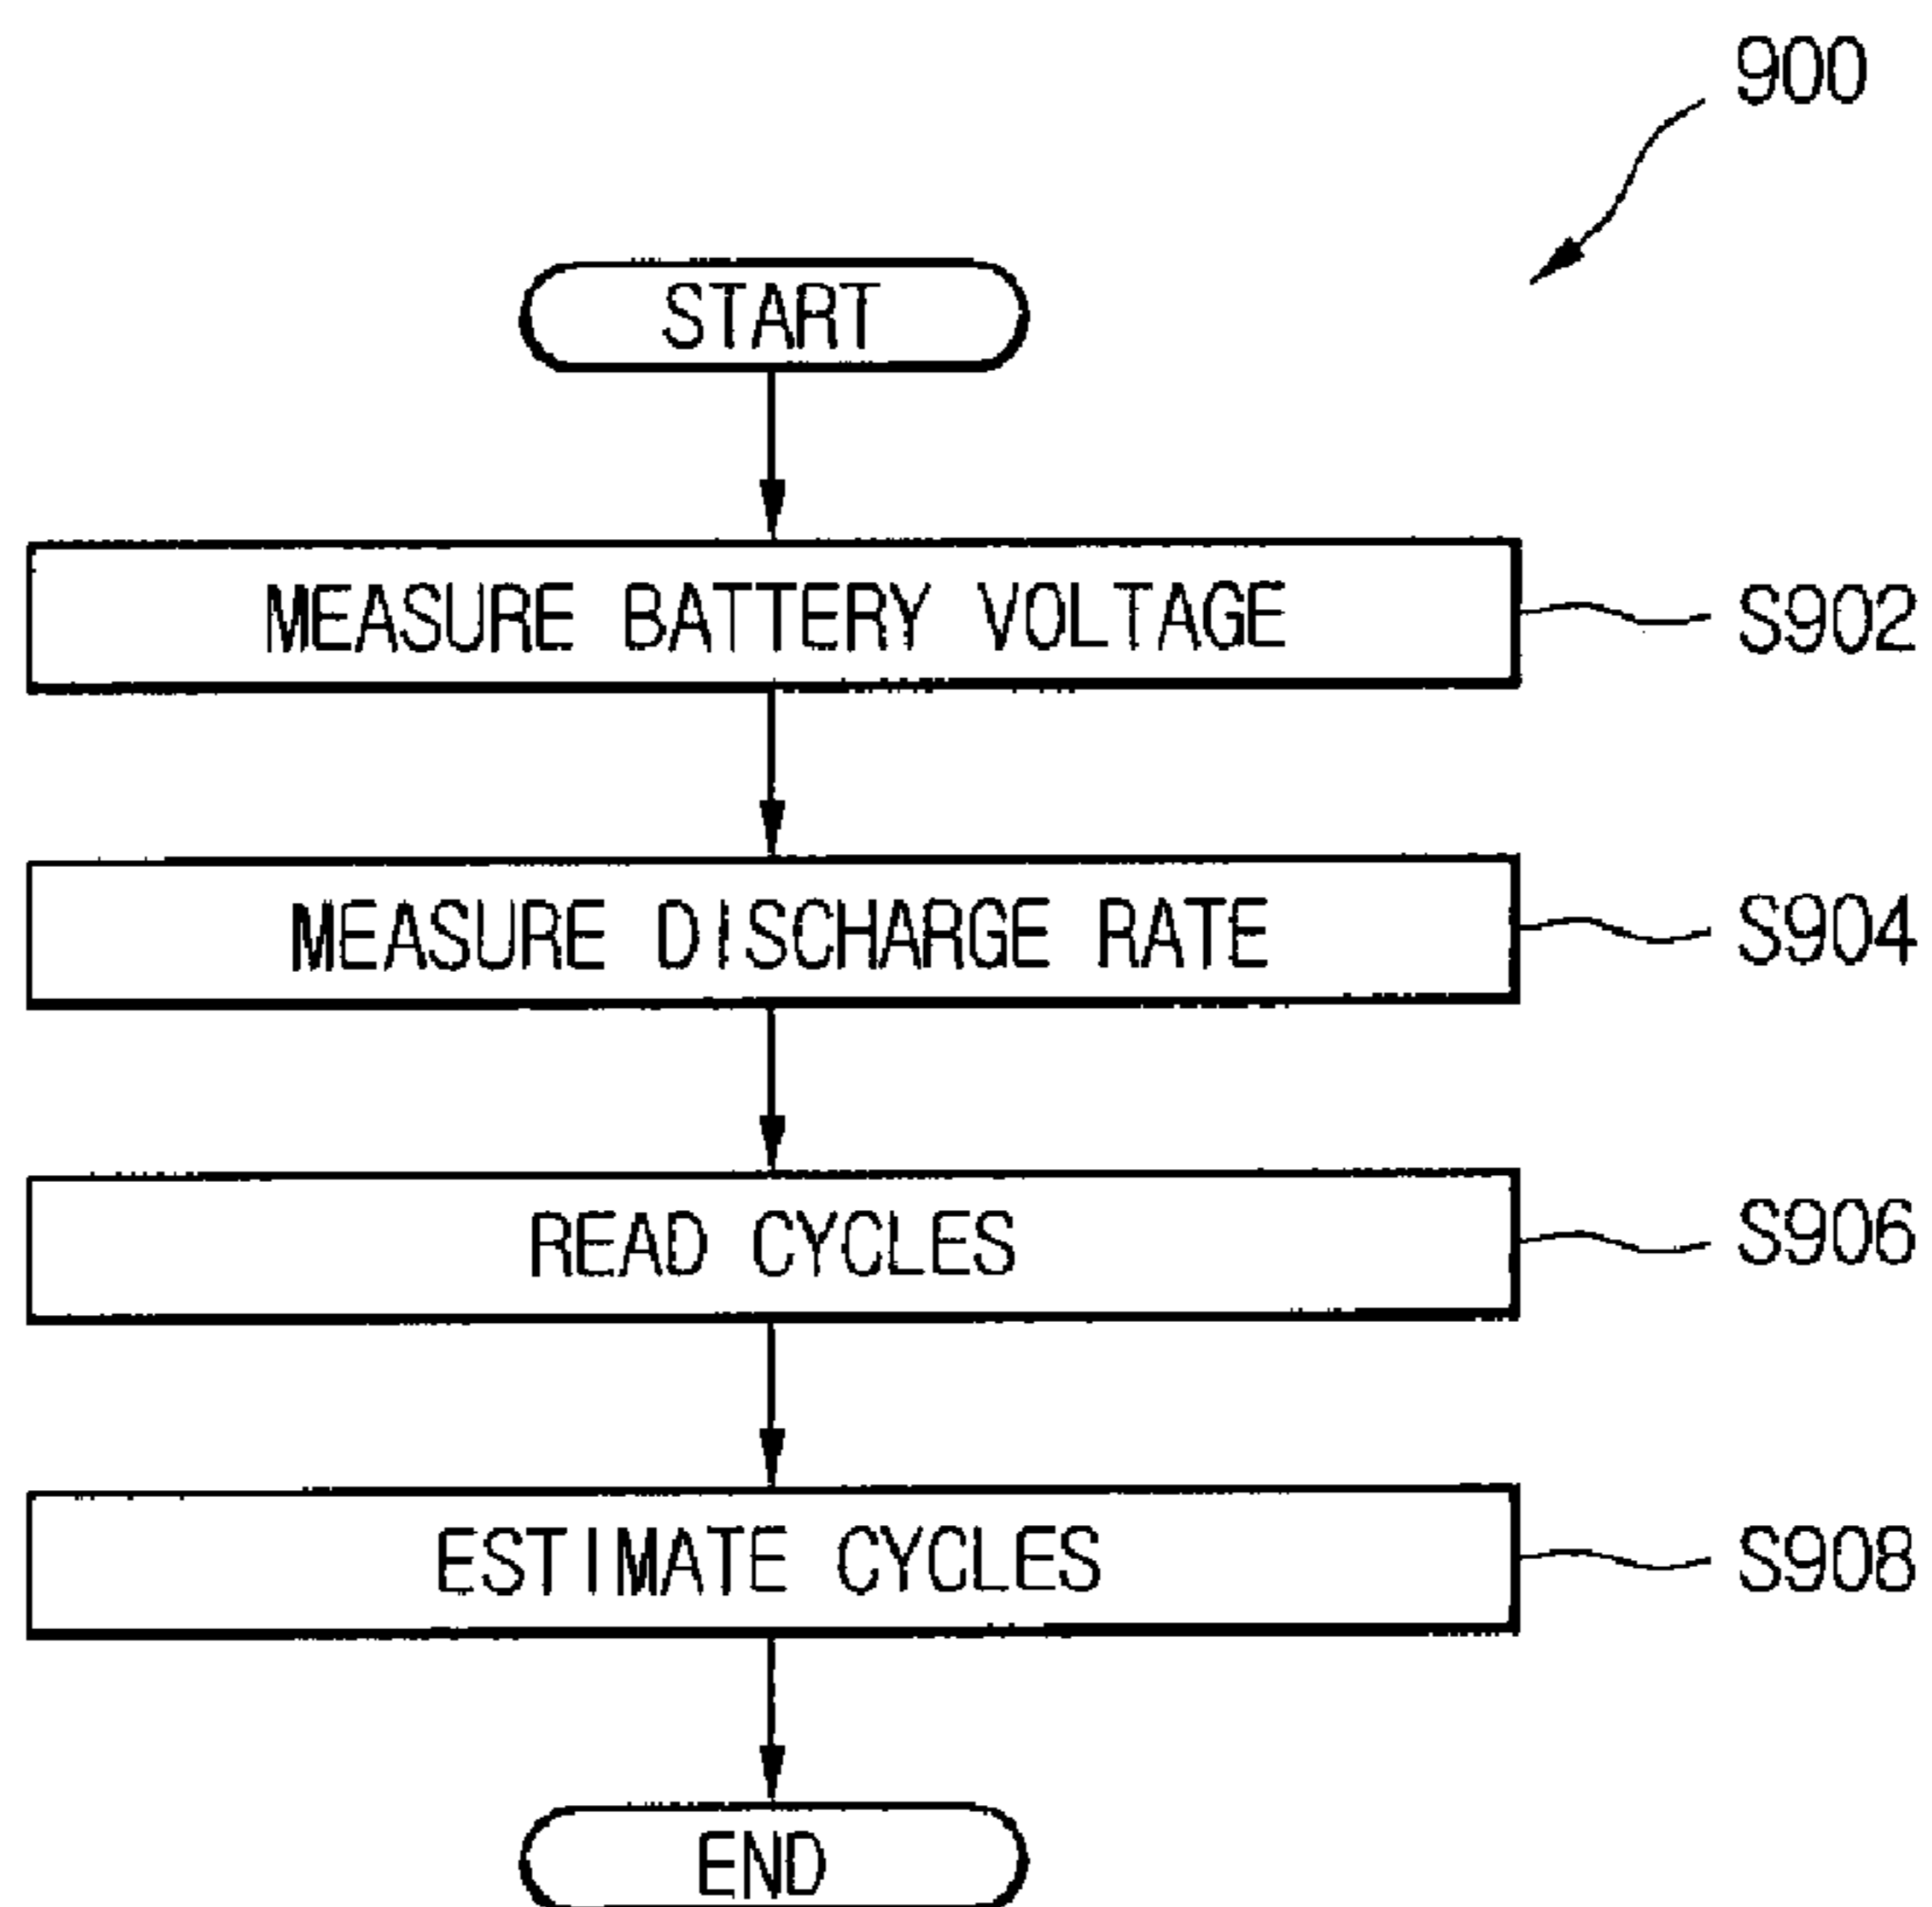 900
START
MEASURE BATTERY VOLTAGE
S902
MEASURE DISCHARGE RATE
S904
READ CYCLES
S906
ESTIMATE CYCLES
S908
END